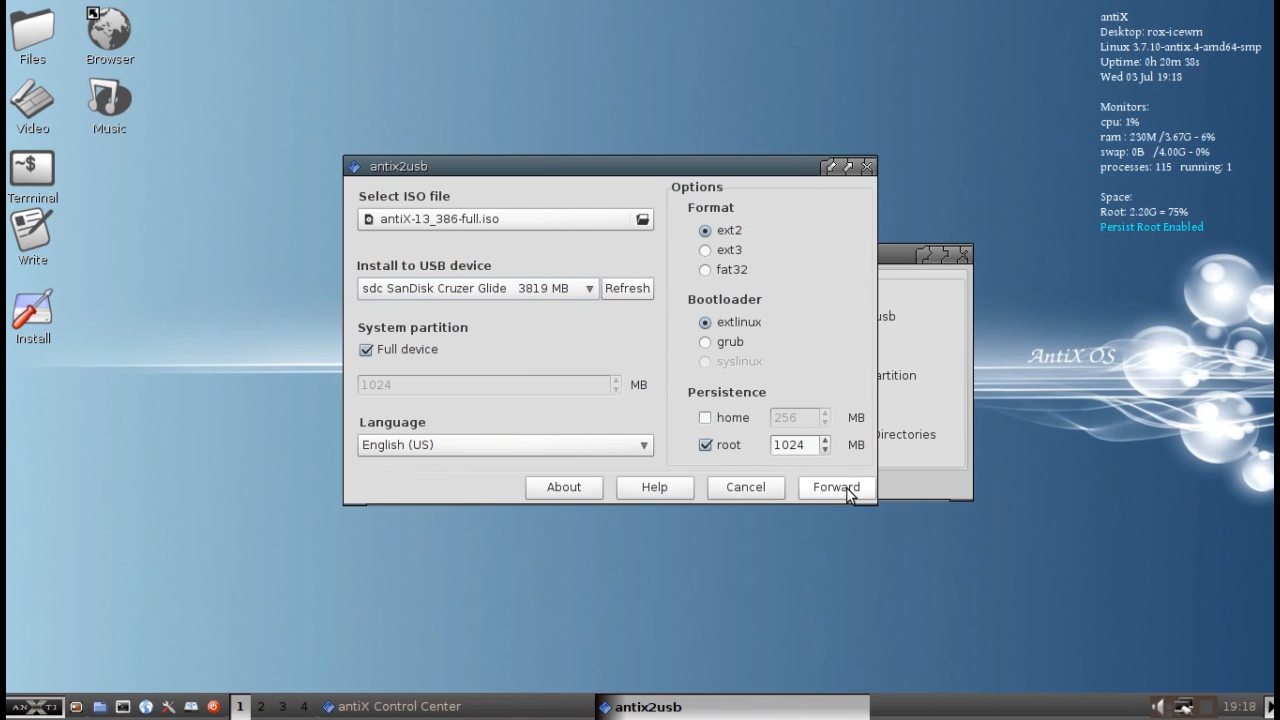 Files
Browser
Video
Music
~$
Terminal
Write
Install
antiX
Desktop: rox-icewm
Linux 3.7.10-antix.4-amd64-smp
Uptime: 0h 20m 38s
Wed 03 Jul 19:18
Monitors:
cpu: 1%
ram : 230M /3.67G - 6%
swap: 0B /4.00G - 0%
processes: 115 running: 1
Space:
Root: 2.20G = 75%
Persist Root Enabled
AntiX OS
antix2usb
Select ISO file
antiX-13_386-full.iso
Install to USB device
sdc SanDisk Cruzer Glide 3819 MB
Refresh
System partition
Full device
1024 MB
Language
English (US)
Options
Format
ext2
ext3
fat32
Bootloader
extlinux
grub
syslinux
Persistence
home 256 MB
root 1024 MB
About Help Cancel Forward
usb
artition
Directories
ANXTI 1 2 3 4 antiX Control Center antix2usb 19:18